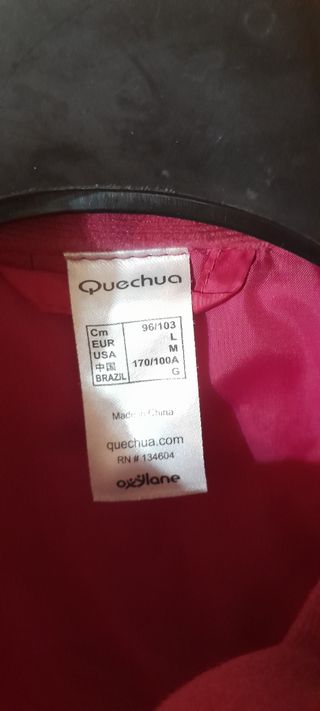 Quechua
Cm 96/103
EUR L
USA M
中国 170/100A
BRAZIL G
Made in China
quechua.com
RN # 134604
oxylane